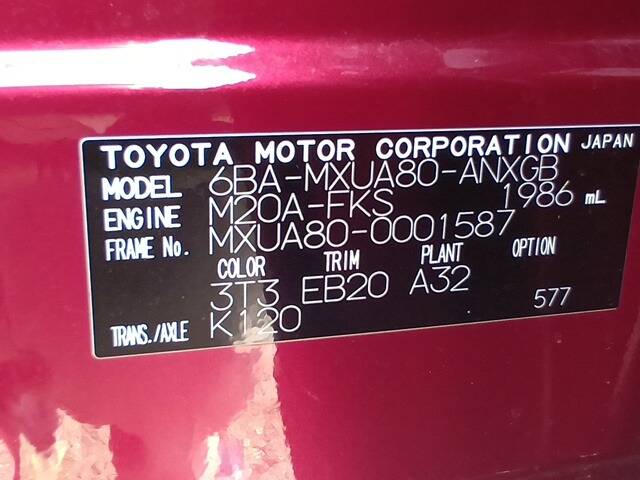 TOYOTA MOTOR CORPORATION JAPAN
MODEL 6BA-MXUA80-ANXGB
ENGINE M20A-FKS 1986 mL
FRAME No. MXUA80-0001587
COLOR TRIM PLANT OPTION
3T3 EB20 A32 577
TRANS./AXLE K120